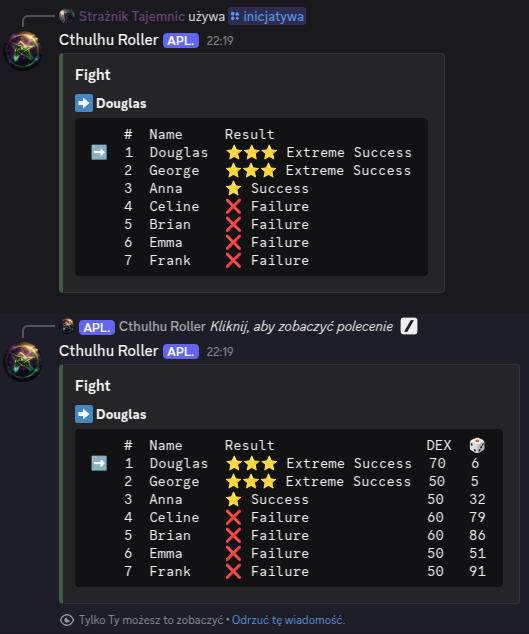 Strażnik Tajemnic używa inicjatywa
Cthulhu Roller APL. 22:19
Fight
➡️ Douglas
# Name Result
➡️ 1 Douglas ⭐⭐⭐ Extreme Success
2 George ⭐⭐⭐ Extreme Success
3 Anna ⭐ Success
4 Celine ❌ Failure
5 Brian ❌ Failure
6 Emma ❌ Failure
7 Frank ❌ Failure
APL. Cthulhu Roller Kliknij, aby zobaczyć polecenie
Cthulhu Roller APL. 22:19
Fight
➡️ Douglas
# Name Result DEX 🎲
➡️ 1 Douglas ⭐⭐⭐ Extreme Success 70 6
2 George ⭐⭐⭐ Extreme Success 50 5
3 Anna ⭐ Success 50 32
4 Celine ❌ Failure 60 79
5 Brian ❌ Failure 60 86
6 Emma ❌ Failure 50 51
7 Frank ❌ Failure 50 91
Tylko Ty możesz to zobaczyć • Odrzuć tę wiadomość.